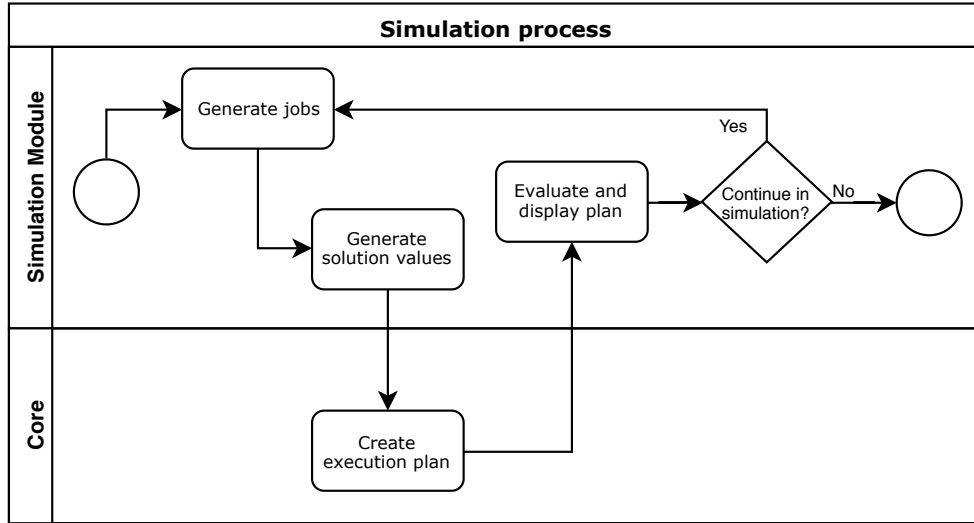 Simulation process
Simulation Module
Generate jobs
Yes
Evaluate and
display plan
Continue in
simulation?
No
Generate
solution values
Core
Create
execution plan